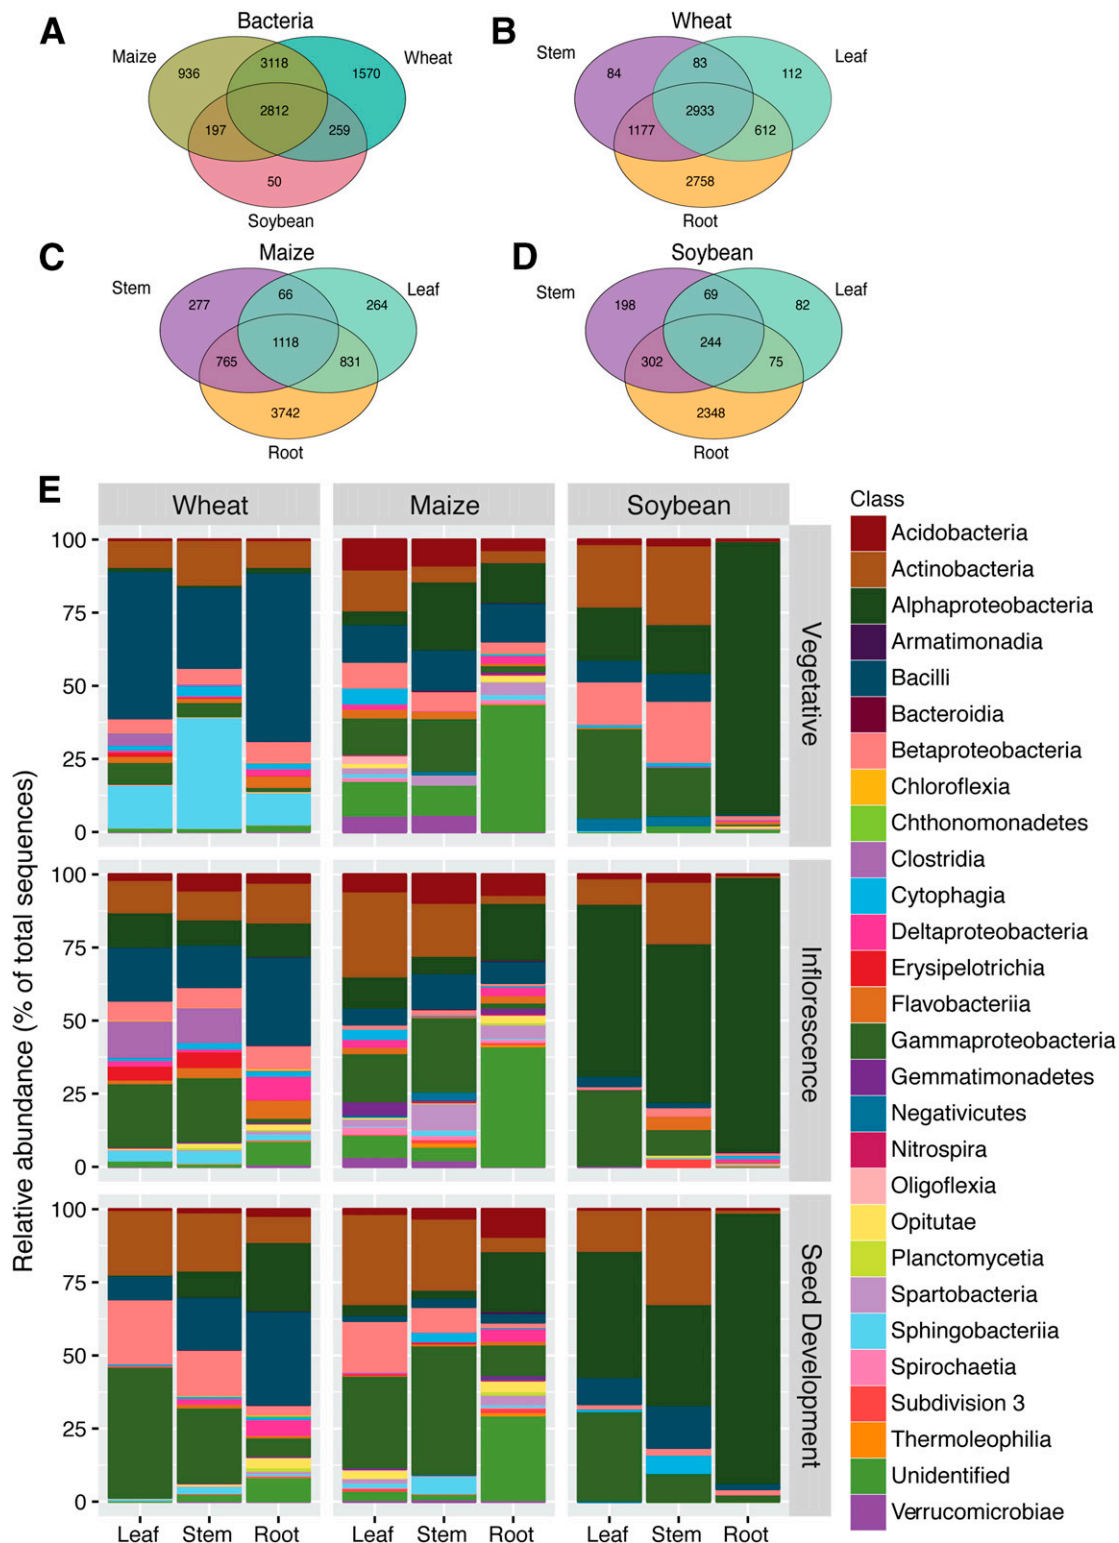 A
Bacteria
Maize
Wheat
936
3118
1570
2812
197
259
50
Soybean
B
Wheat
Stem
Leaf
84
83
112
2933
1177
612
2758
Root
C
Maize
Stem
Leaf
277
66
264
1118
765
831
3742
Root
D
Soybean
Stem
Leaf
198
69
82
244
302
75
2348
Root
E
Wheat
Maize
Soybean
Relative abundance (% of total sequences)
100
75
50
25
0
Vegetative
100
75
50
25
0
Inflorescence
100
75
50
25
0
Seed Development
Leaf Stem Root
Leaf Stem Root
Leaf Stem Root
Class
Acidobacteria
Actinobacteria
Alphaproteobacteria
Armatimonadia
Bacilli
Bacteroidia
Betaproteobacteria
Chloroflexia
Chthonomonadetes
Clostridia
Cytophagia
Deltaproteobacteria
Erysipelotrichia
Flavobacteriia
Gammaproteobacteria
Gemmatimonadetes
Negativicutes
Nitrospira
Oligoflexia
Opitutae
Planctomycetia
Spartobacteria
Sphingobacteriia
Spirochaetia
Subdivision 3
Thermoleophilia
Unidentified
Verrucomicrobiae